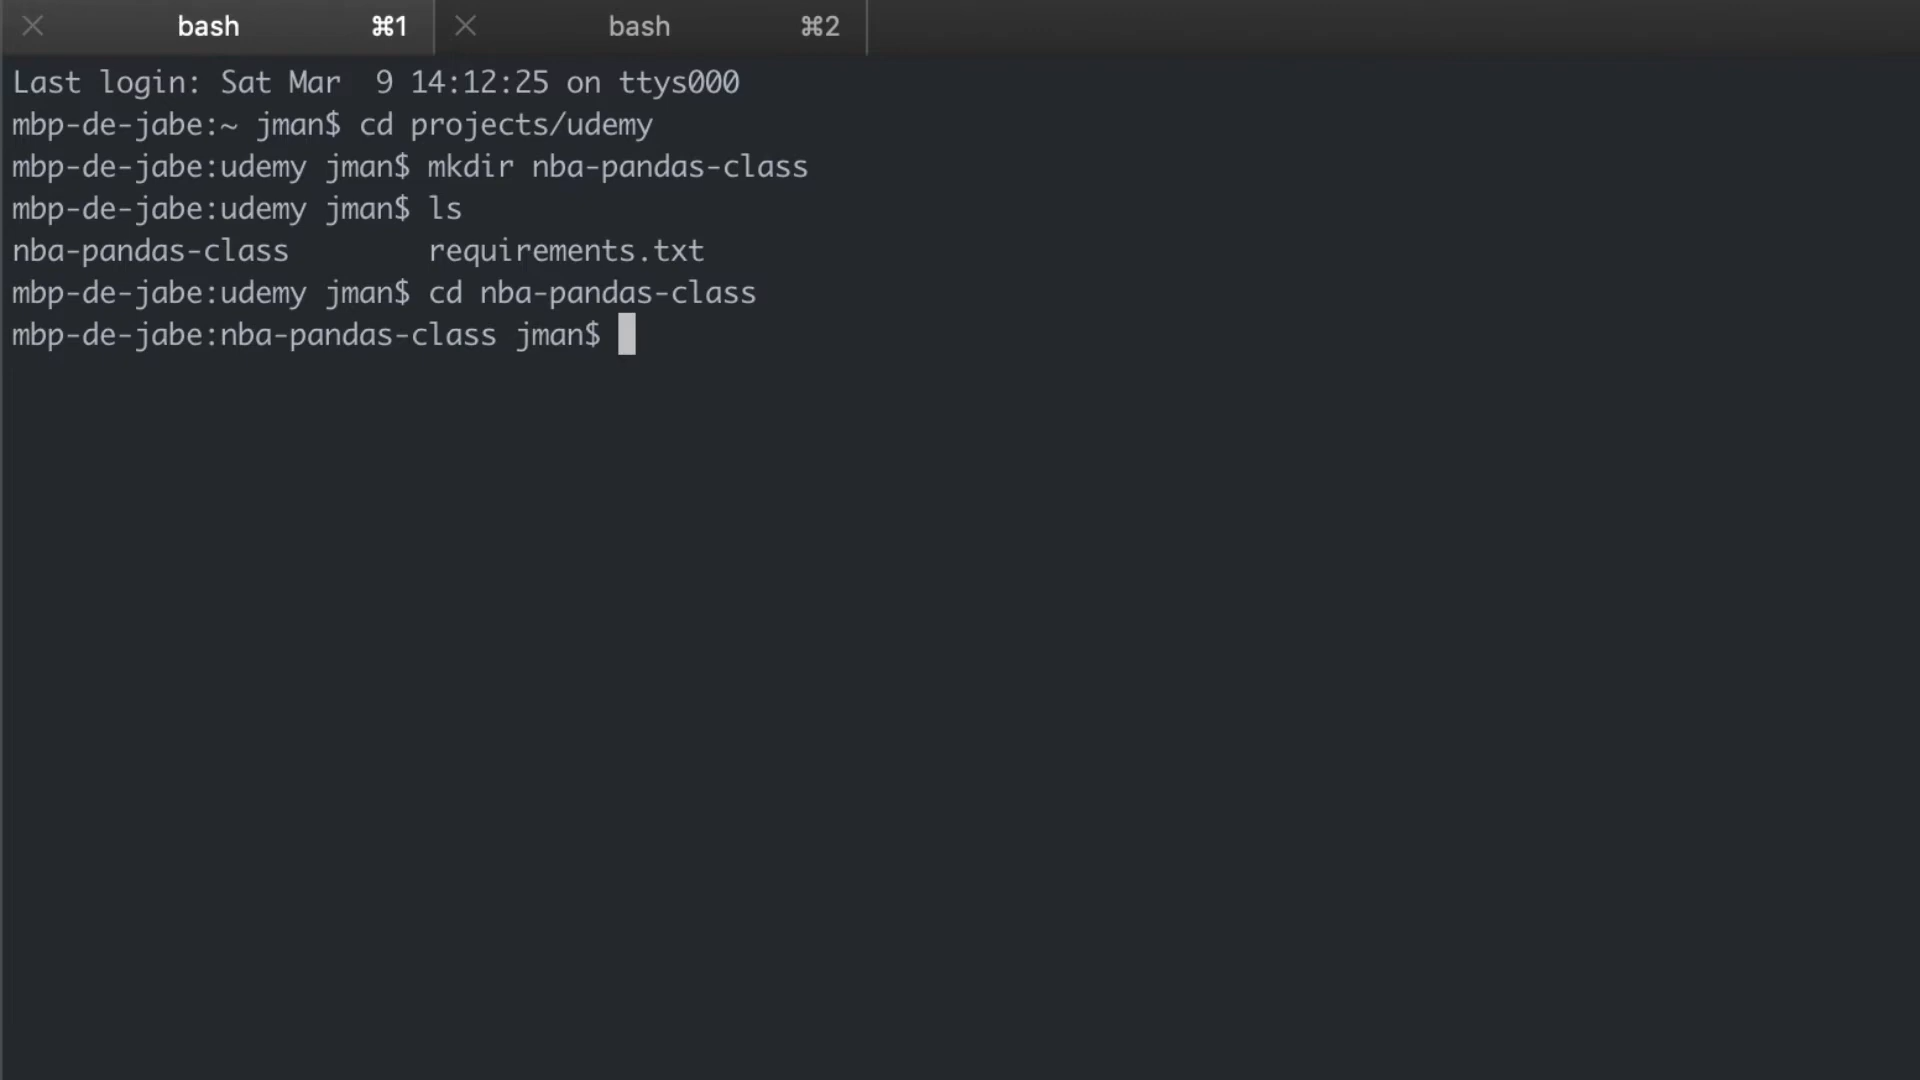 bash ⌘1 bash ⌘2
Last login: Sat Mar  9 14:12:25 on ttys000
mbp-de-jabe:~ jman$ cd projects/udemy
mbp-de-jabe:udemy jman$ mkdir nba-pandas-class
mbp-de-jabe:udemy jman$ ls
nba-pandas-class        requirements.txt
mbp-de-jabe:udemy jman$ cd nba-pandas-class
mbp-de-jabe:nba-pandas-class jman$